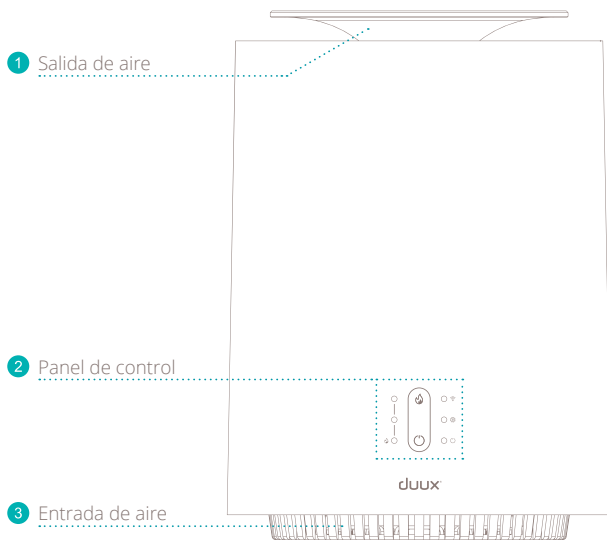 1 Salida de aire
2 Panel de control
duux
3 Entrada de aire